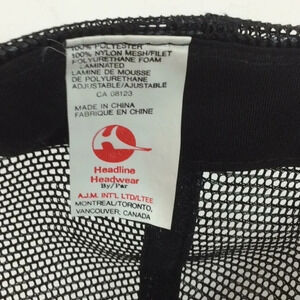 100% POLYESTER
100% NYLON MESH/FILET
POLYURETHANE FOAM
LAMINATED
LAMINE DE MOUSSE
DE POLYURETHANE
ADJUSTABLE/AJUSTABLE
CA 08123
MADE IN CHINA
FABRIQUE EN CHINE
Headline
Headwear
By/Par
A.J.M. INT'L LTD/LTEE
MONTREAL/TORONTO,
VANCOUVER, CANADA